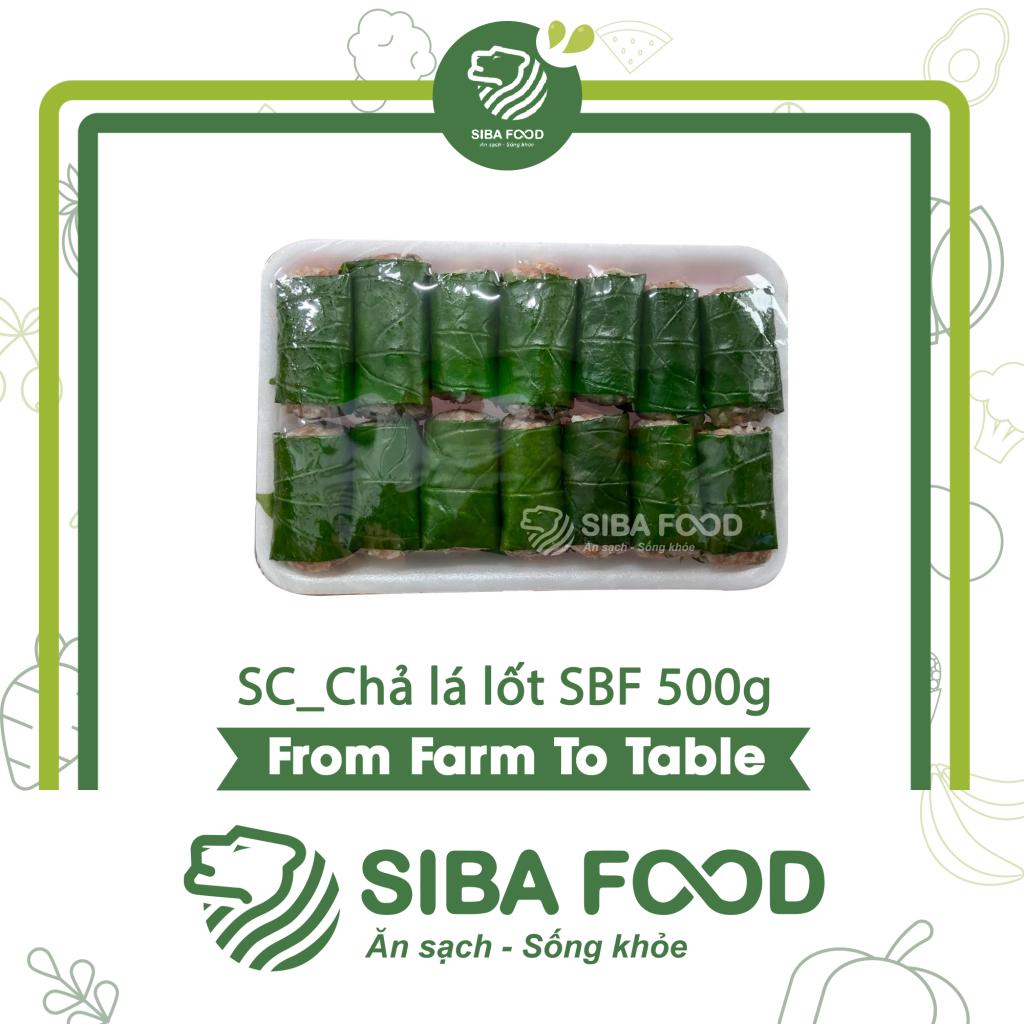 SIBA FOOD
Ăn sạch - Sống khỏe
SIBA FOOD
Ăn sạch - Sống khỏe
SC_Chả lá lốt SBF 500g
From Farm To Table
SIBA FOOD
Ăn sạch - Sống khỏe